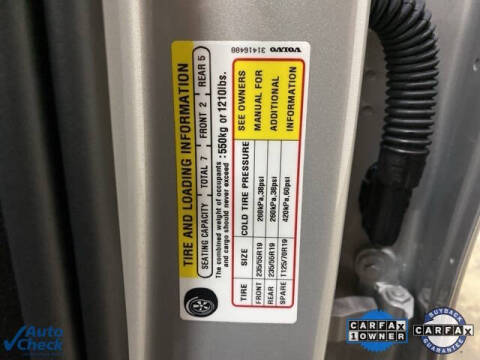 VOLVO 31416488
TIRE AND LOADING INFORMATION
SEATING CAPACITY TOTAL 7 FRONT 2 REAR 5
The combined weight of occupants
and cargo should never exceed : 550kg or 1210lbs.
TIRE SIZE COLD TIRE PRESSURE
FRONT 235/55R19 260kPa,38psi
REAR 235/55R19 260kPa,38psi
SPARE T125/70R19 420kPa,60psi
SEE OWNERS
MANUAL FOR
ADDITIONAL
INFORMATION
Auto
Check
CARFAX
1 OWNER
BUYBACK
CARFAX
GUARANTEE